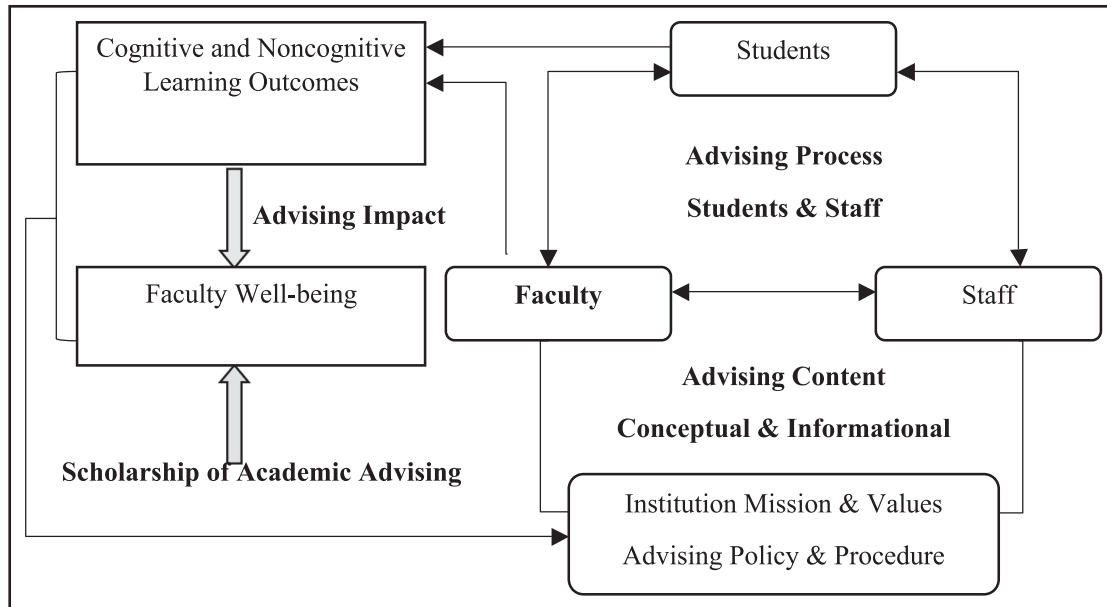 Cognitive and Noncognitive
Learning Outcomes
Students
Advising Process
Students & Staff
Advising Impact
Faculty Well-being
Faculty
Staff
Advising Content
Conceptual & Informational
Scholarship of Academic Advising
Institution Mission & Values
Advising Policy & Procedure